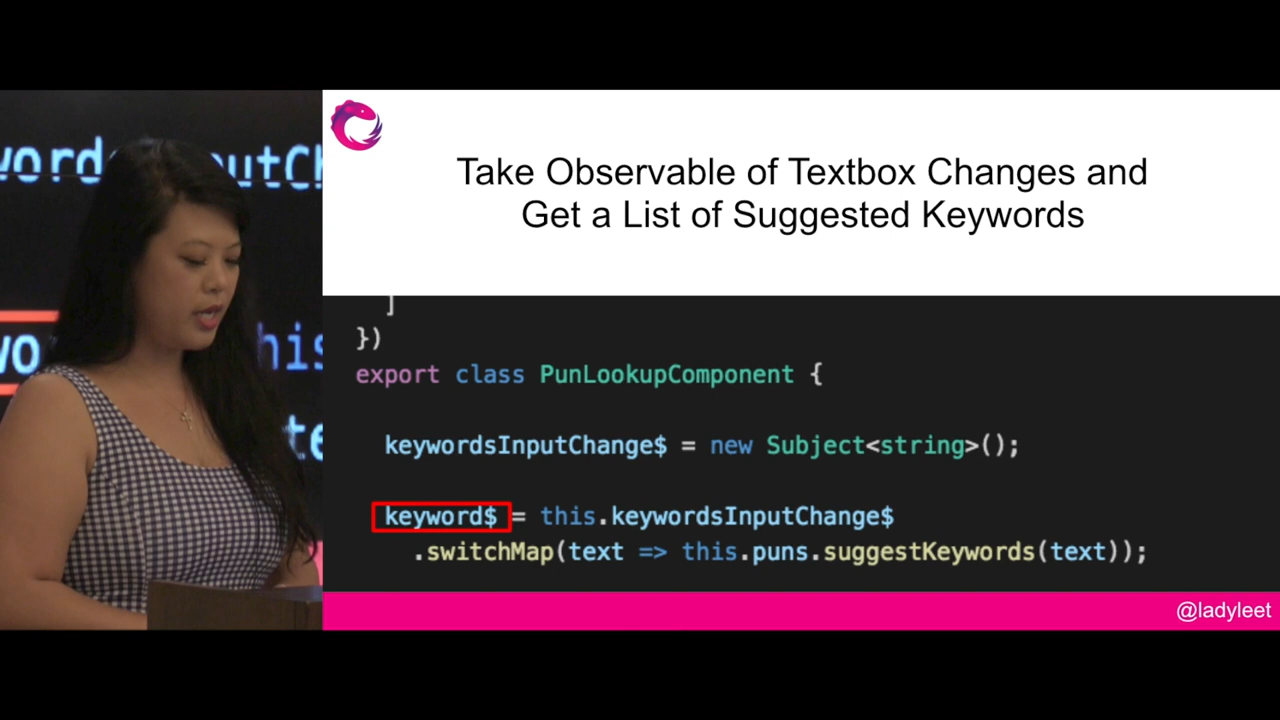 Take Observable of Textbox Changes and
Get a List of Suggested Keywords
]
})
export class PunLookupComponent {
keywordsInputChange$ = new Subject<string>();
keyword$ = this.keywordsInputChange$
.switchMap(text => this.puns.suggestKeywords(text));
@ladyleet